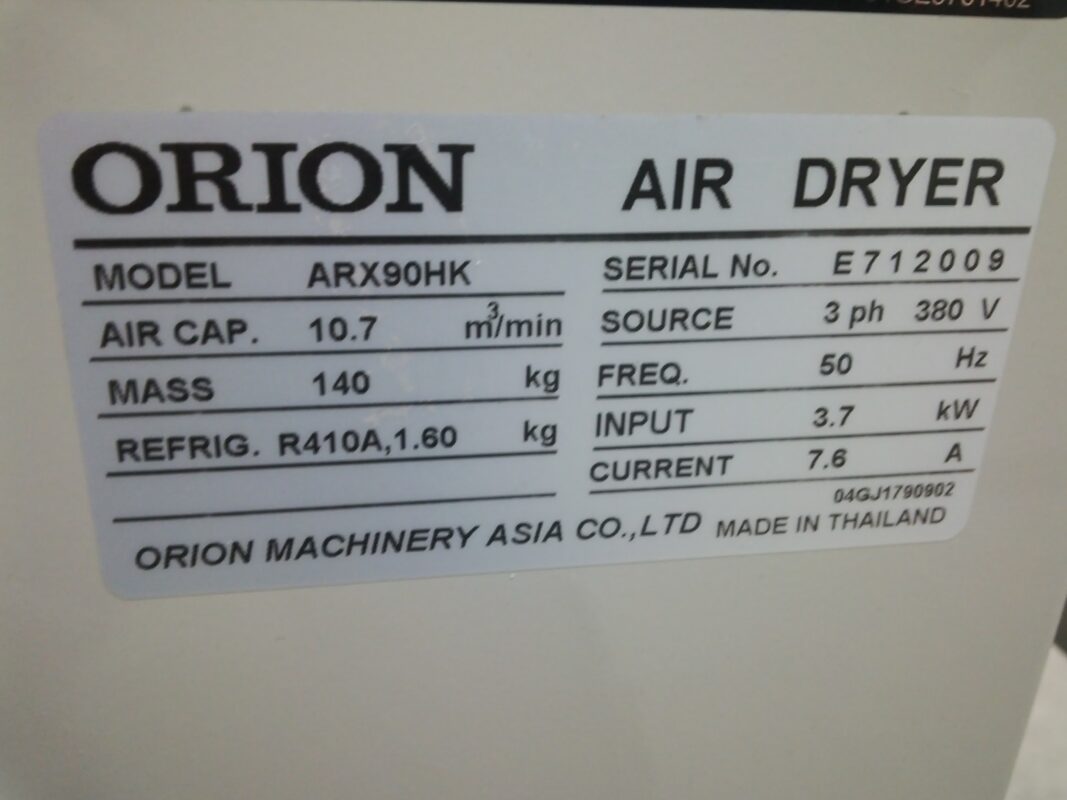 ORION AIR DRYER
MODEL ARX90HK
AIR CAP. 10.7 m³/min
MASS 140 kg
REFRIG. R410A,1.60 kg
SERIAL No. E712009
SOURCE 3 ph 380 V
FREQ. 50 Hz
INPUT 3.7 kW
CURRENT 7.6 A
04GJ1790902
ORION MACHINERY ASIA CO.,LTD MADE IN THAILAND